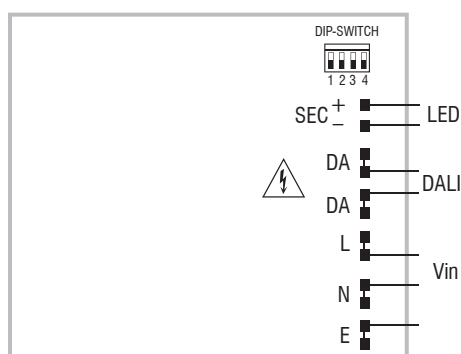 DIP-SWITCH
1 2 3 4
SEC + −
LED
DA
DALI
DA
L
Vin
N
E